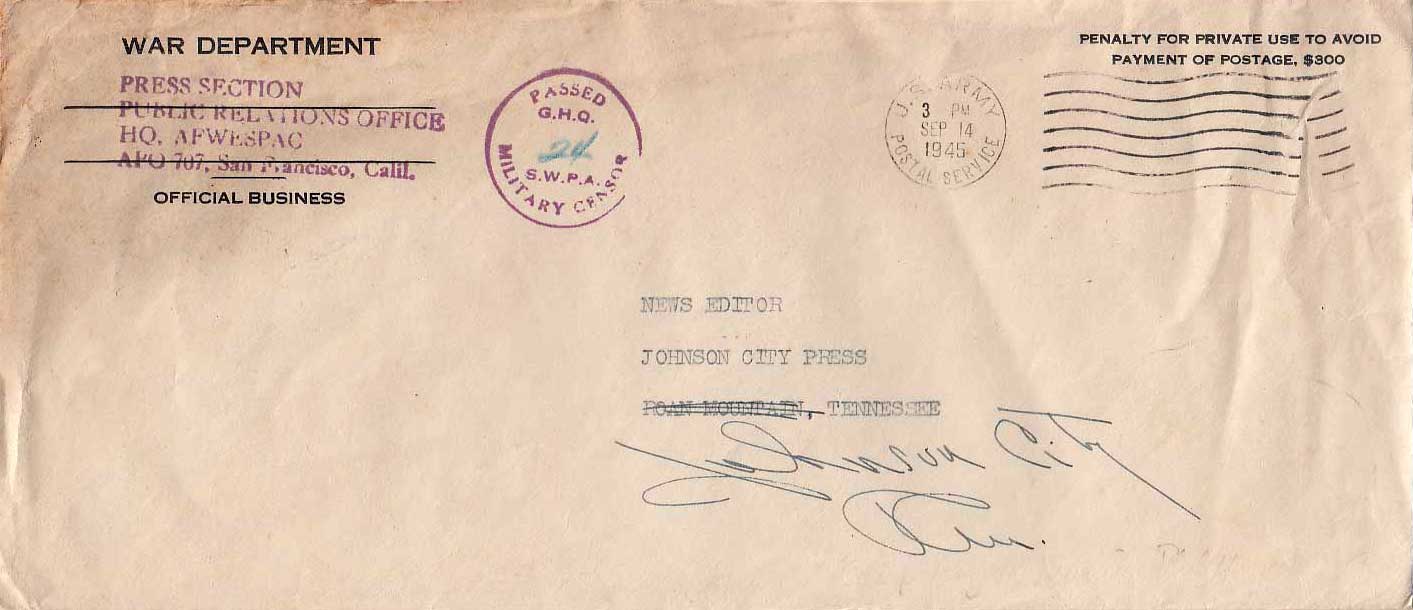 WAR DEPARTMENT
PRESS SECTION
PUBLIC RELATIONS OFFICE
HQ, AFWESPAC
APO 707, San Francisco, Calif.
OFFICIAL BUSINESS
PASSED
G.H.Q.
24
S.W.P.A.
MILITARY CENSOR
U.S. ARMY
3 PM
SEP 14
1945
POSTAL SERVICE
PENALTY FOR PRIVATE USE TO AVOID
PAYMENT OF POSTAGE, $300
NEWS EDITOR
JOHNSON CITY PRESS
ROAN MOUNTAIN, TENNESSEE
Johnson City